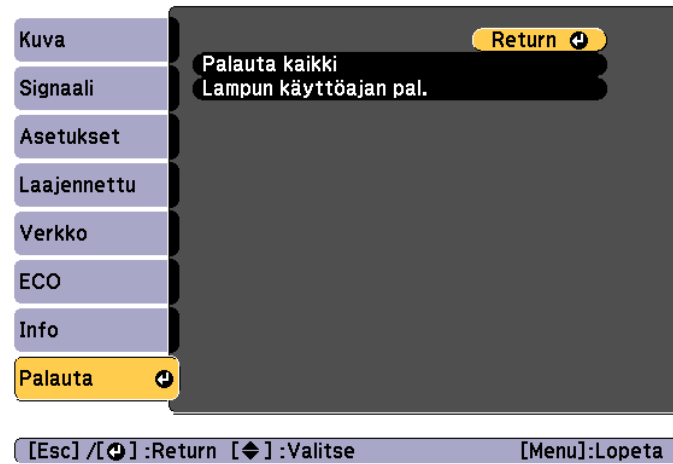 Kuva
Signaali
Asetukset
Laajennettu
Verkko
ECO
Info
Palauta
Return
Palauta kaikki
Lampun käyttöajan pal.
[Esc] /[ ] :Return [ ] :Valitse [Menu]:Lopeta